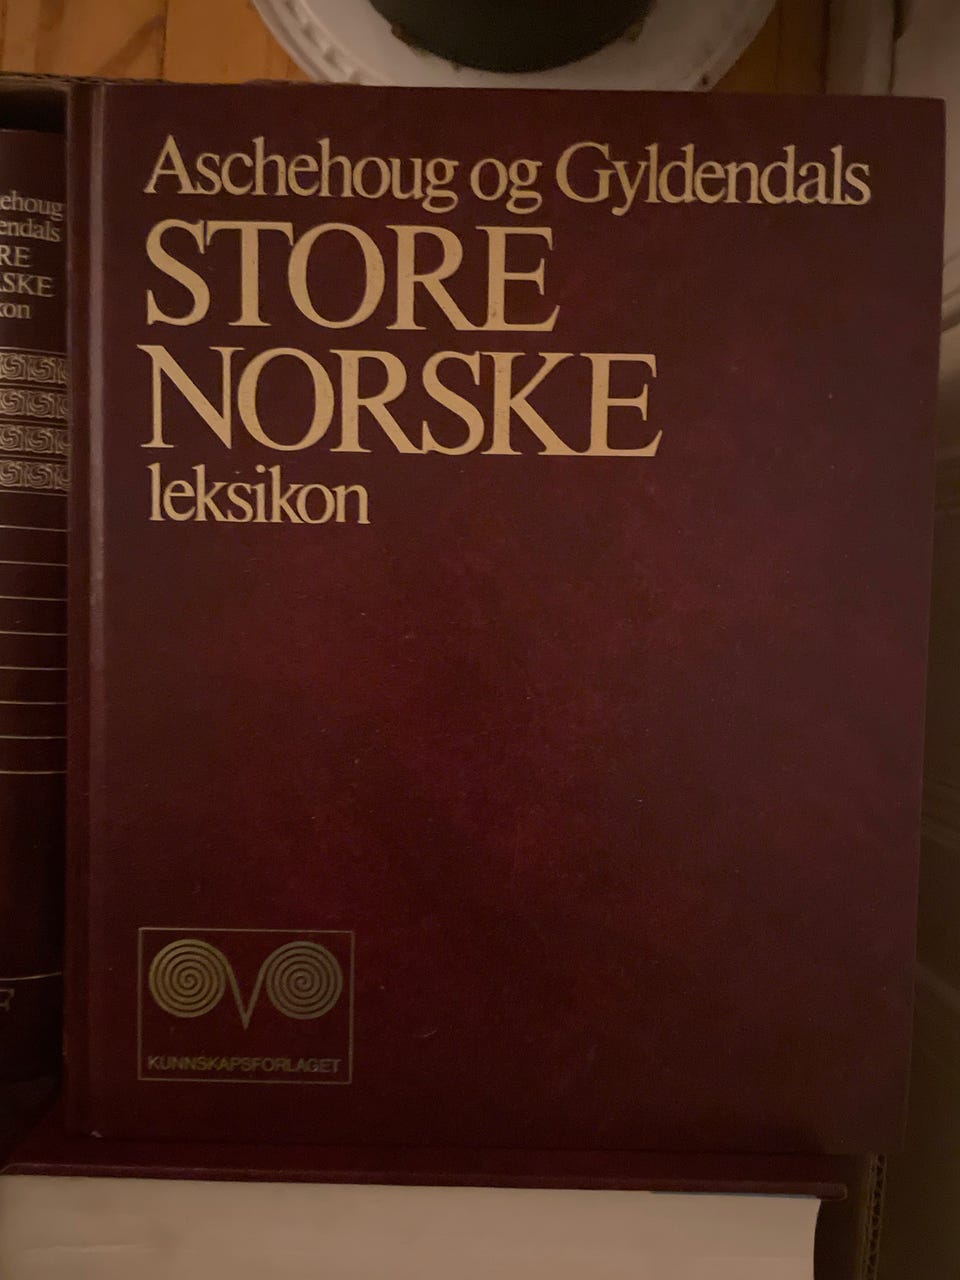 Aschehoug og Gyldendals
STORE
NORSKE
leksikon
KUNNSKAPSFORLAGET